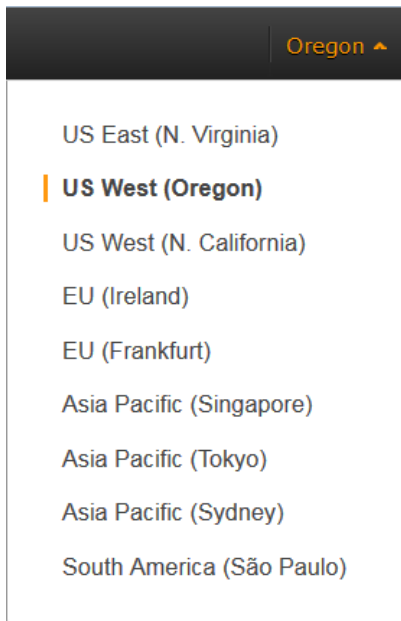 Oregon
US East (N. Virginia)
US West (Oregon)
US West (N. California)
EU (Ireland)
EU (Frankfurt)
Asia Pacific (Singapore)
Asia Pacific (Tokyo)
Asia Pacific (Sydney)
South America (São Paulo)